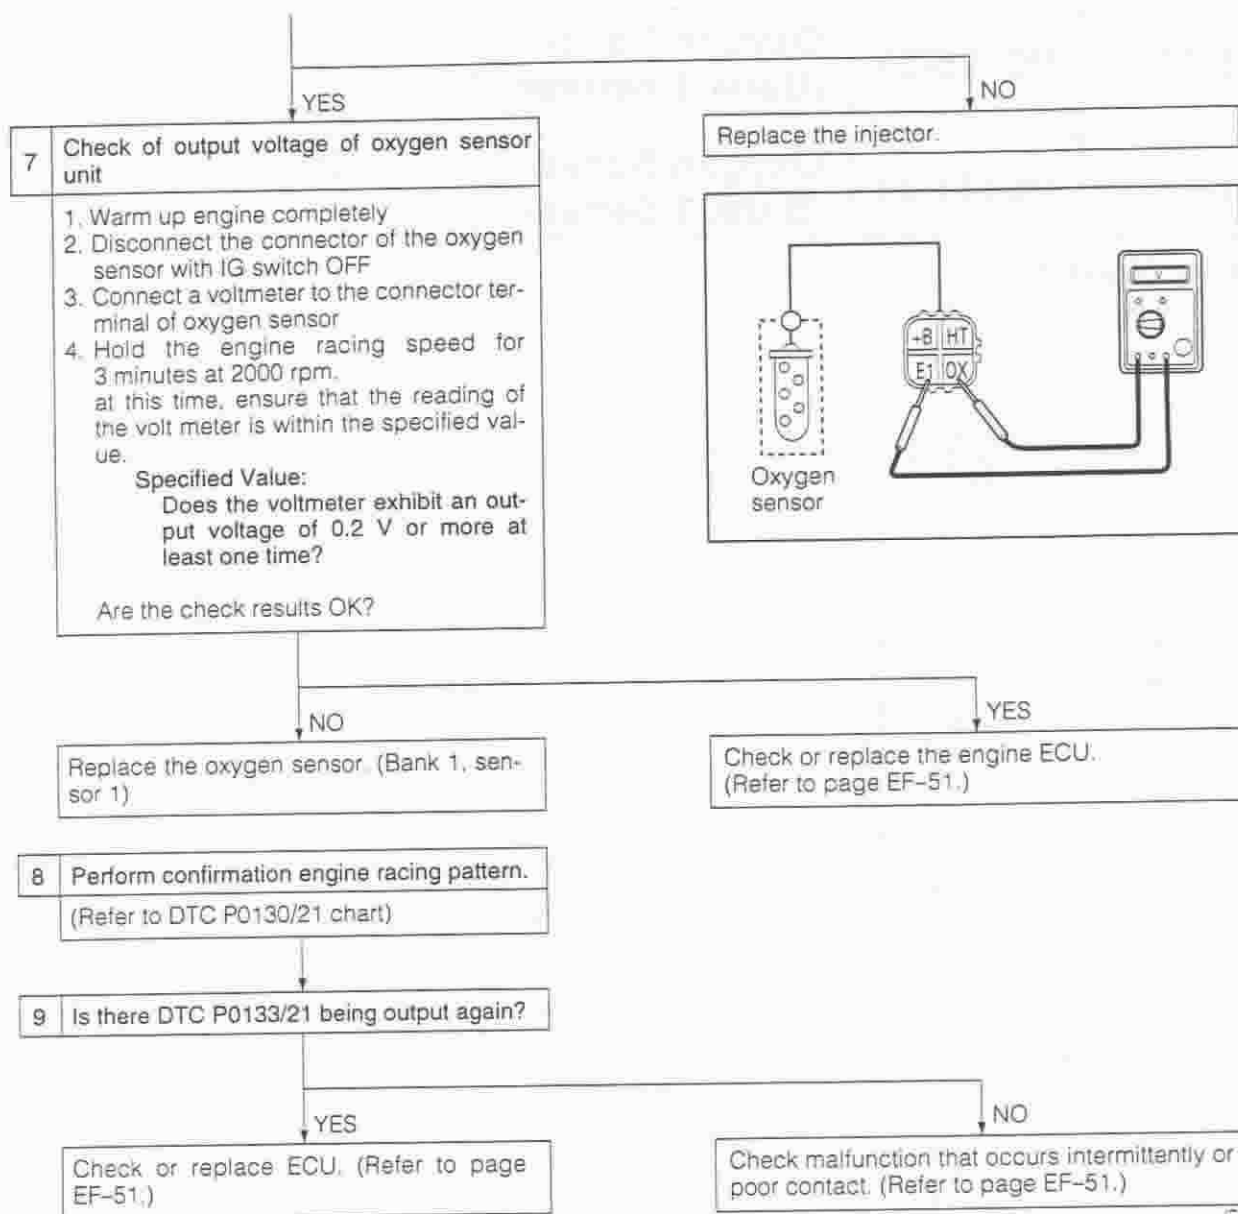 YES
NO
7
Check of output voltage of oxygen sensor
unit
Replace the injector.
1. Warm up engine completely
2. Disconnect the connector of the oxygen
sensor with IG switch OFF
3. Connect a voltmeter to the connector ter-
minal of oxygen sensor
4. Hold the engine racing speed for
3 minutes at 2000 rpm.
at this time, ensure that the reading of
the volt meter is within the specified val-
ue.
Specified Value:
Does the voltmeter exhibit an out-
put voltage of 0.2 V or more at
least one time?
Are the check results OK?
V
+B HT
E1 OX
Oxygen
sensor
NO
YES
Replace the oxygen sensor. (Bank 1, sen-
sor 1)
Check or replace the engine ECU.
(Refer to page EF-51.)
8 Perform confirmation engine racing pattern.
(Refer to DTC P0130/21 chart)
9 Is there DTC P0133/21 being output again?
YES
NO
Check or replace ECU. (Refer to page
EF-51.)
Check malfunction that occurs intermittently or
poor contact. (Refer to page EF-51.)